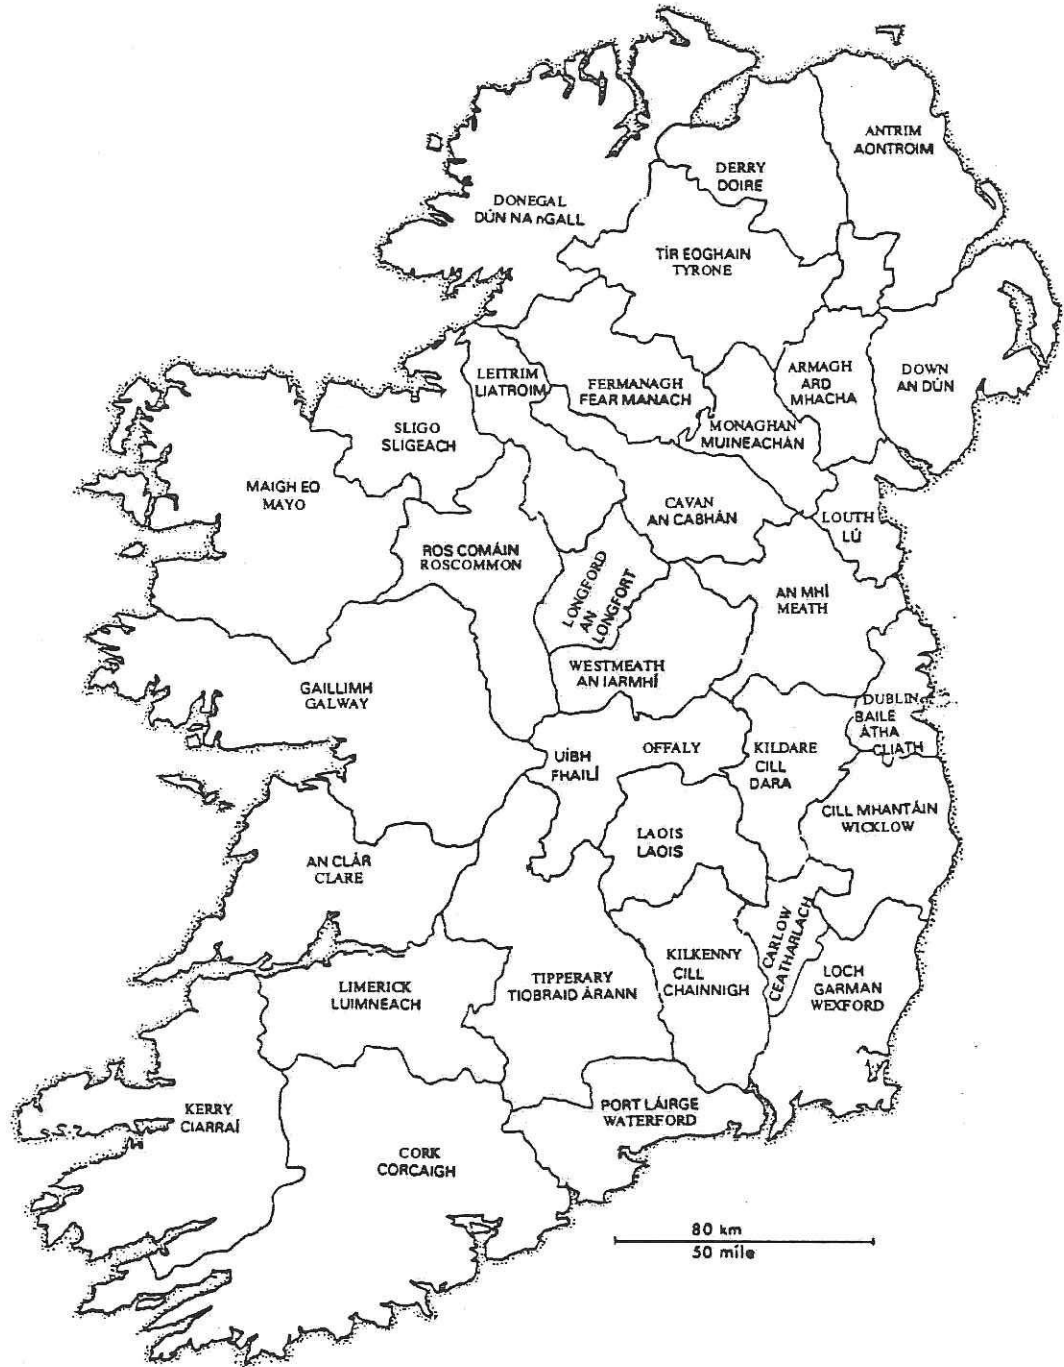 ANTRIM
AONTROIM
DERRY
DOIRE
DONEGAL
DÚN NA nGALL
TÍR EOGHAIN
TYRONE
LEITRIM
LIATROIM
FERMANAGH
FEAR MANACH
ARMAGH
ARD
MHACHA
DOWN
AN DÚN
SLIGO
SLIGEACH
MONAGHAN
MUINEACHÁN
MAIGH EO
MAYO
CAVAN
AN CABHÁN
LOUTH
LÚ
ROS COMÁIN
ROSCOMMON
LONGFORD
AN
LONGFORT
AN MHÍ
MEATH
WESTMEATH
AN IARMHÍ
GAILLIMH
GALWAY
DUBLIN
BAILE
ÁTHA
CLIATH
UÍBH
FHAILÍ
OFFALY
KILDARE
CILL
DARA
CILL MHANTÁIN
WICKLOW
LAOIS
LAOIS
AN CLÁR
CLARE
CARLOW
CEATHARLACH
KILKENNY
CILL
CHAINNIGH
TIPPERARY
TIOBRAID ÁRANN
LIMERICK
LUIMNEACH
LOCH
GARMAN
WEXFORD
KERRY
CIARRAÍ
PORT LÁIRGE
WATERFORD
CORK
CORCAIGH
80 km
50 míle